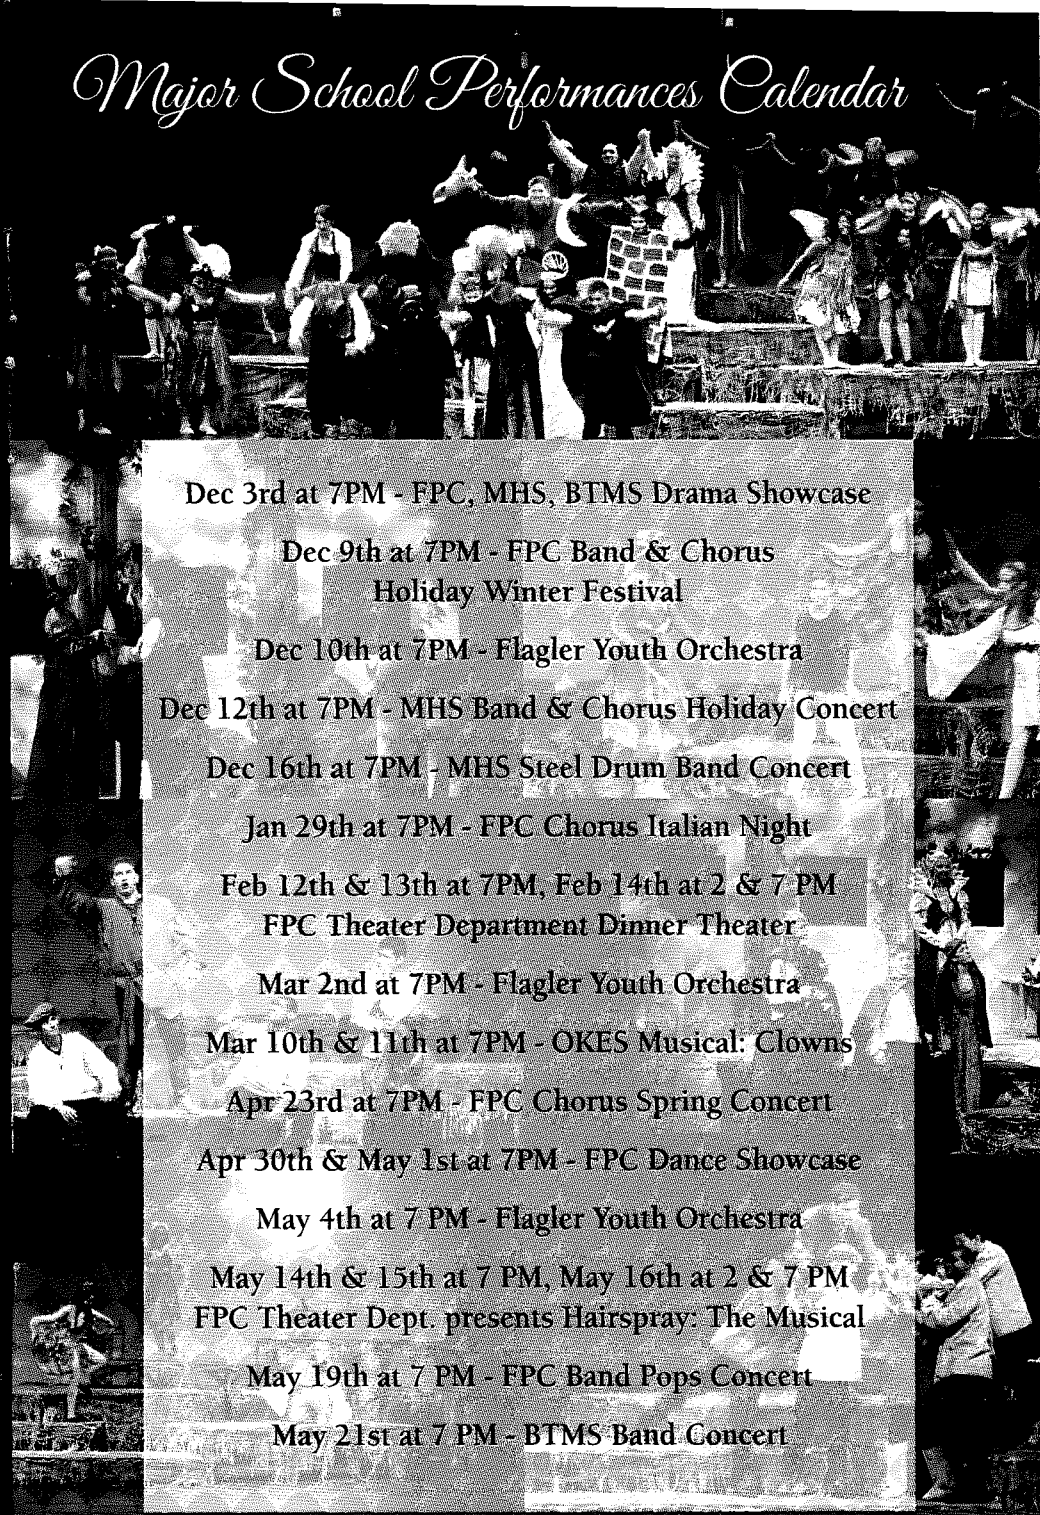 Major School Performances Calendar
Dec 3rd at 7PM - FPC, MHS, BTMS Drama Showcase
Dec 9th at 7PM - FPC Band & Chorus
Holiday Winter Festival
Dec 10th at 7PM - Flagler Youth Orchestra
Dec 12th at 7PM - MHS Band & Chorus Holiday Concert
Dec 16th at 7PM - MHS Steel Drum Band Concert
Jan 29th at 7PM - FPC Chorus Italian Night
Feb 12th & 13th at 7PM, Feb 14th at 2 & 7 PM
FPC Theater Department Dinner Theater
Mar 2nd at 7PM - Flagler Youth Orchestra
Mar 10th & 11th at 7PM - OKES Musical: Clowns
Apr 23rd at 7PM - FPC Chorus Spring Concert
Apr 30th & May 1st at 7PM - FPC Dance Showcase
May 4th at 7 PM - Flagler Youth Orchestra
May 14th & 15th at 7 PM, May 16th at 2 & 7 PM
FPC Theater Dept. presents Hairspray: The Musical
May 19th at 7 PM - FPC Band Pops Concert
May 21st at 7 PM - BTMS Band Concert